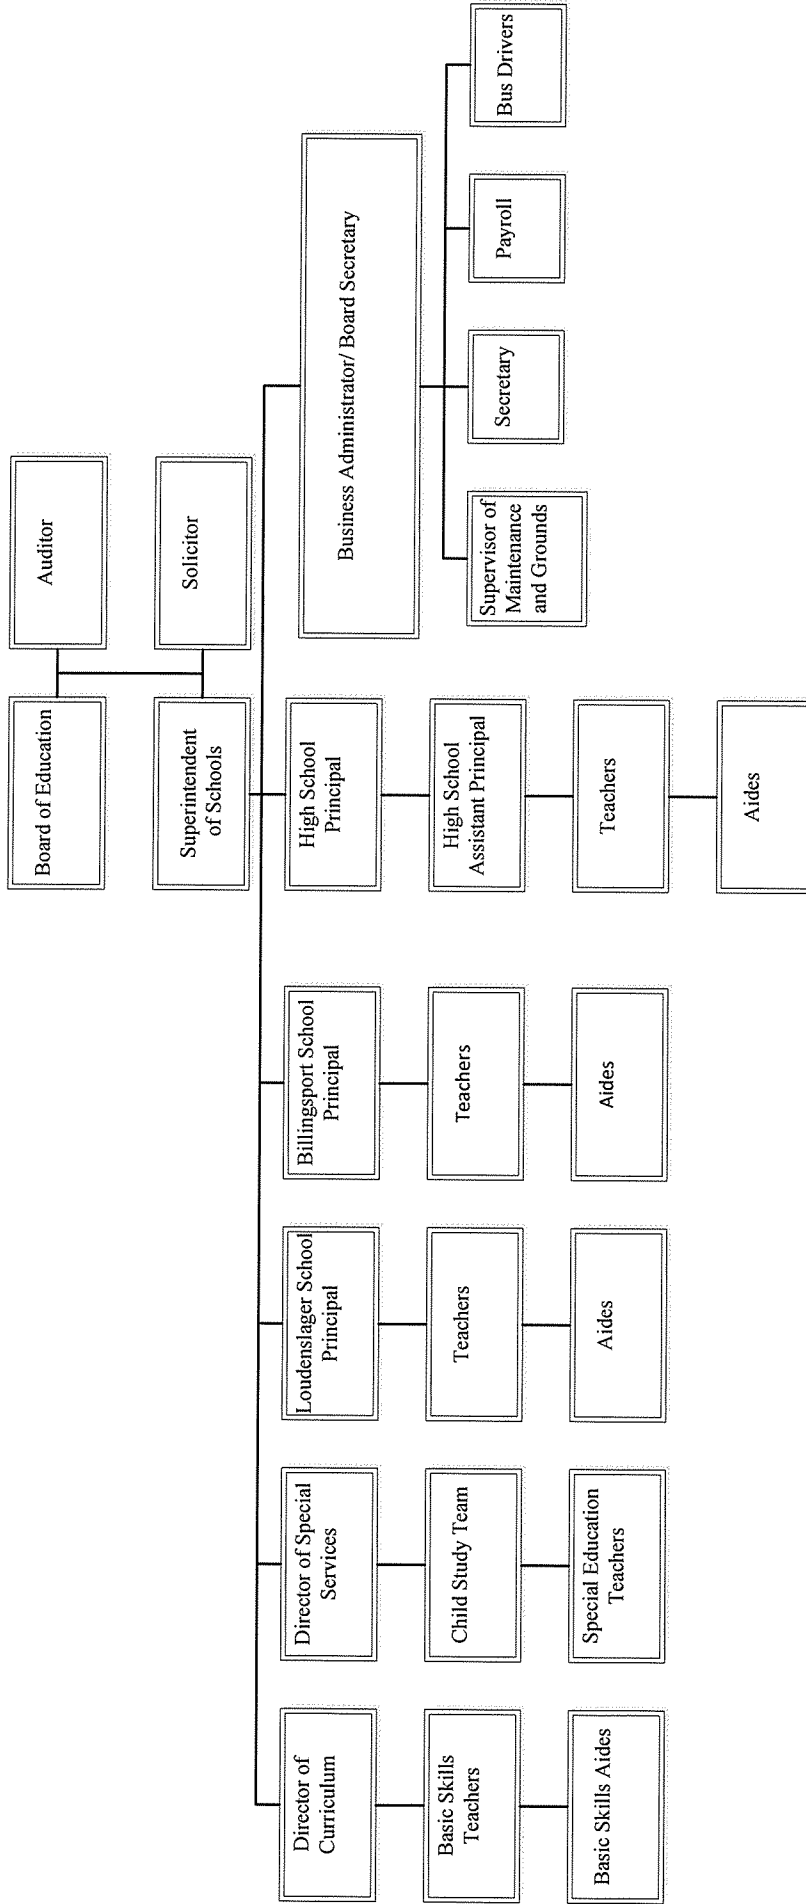 Board of Education
Auditor
Superintendent
of Schools
Solicitor
Director of
Curriculum
Director of Special
Services
Loudenslager School
Principal
Billingsport School
Principal
High School
Principal
Business Administrator/ Board Secretary
Basic Skills
Teachers
Child Study Team
Teachers
Teachers
High School
Assistant Principal
Supervisor of
Maintenance
and Grounds
Secretary
Payroll
Bus Drivers
Basic Skills Aides
Special Education
Teachers
Aides
Aides
Teachers
Aides